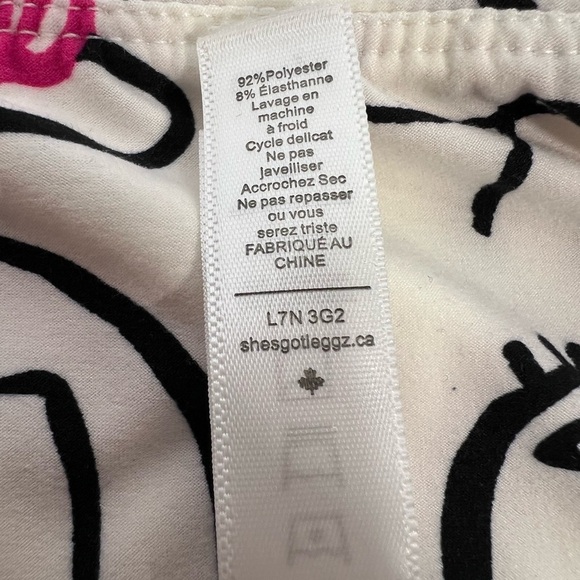 92%Polyester
8% Élasthanne
Lavage en
machine
à froid
Cycle delicat
Ne pas
javeiliser
Accrochez Sec
Ne pas repasser
ou vous
serez triste
FABRIQUÉ AU
CHINE
L7N 3G2
shesgotleggz.ca